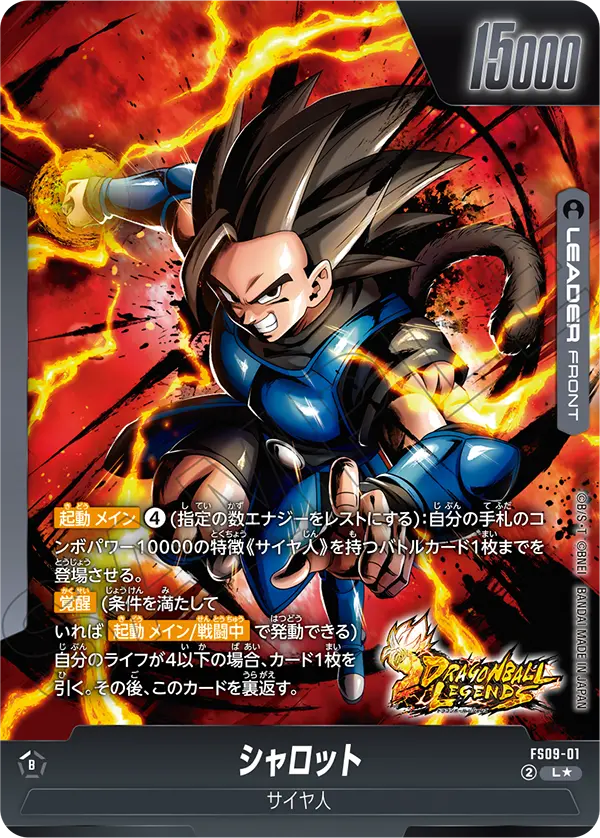 15000
LEADER FRONT
起動メイン ④ (指定の数エナジーをレストにする):自分の手札のコ
ンボパワー10000の特徴《サイヤ人》を持つバトルカード1枚までを
登場させる。
覚醒 (条件を満たして
いれば 起動メイン/戦闘中 で発動できる)
自分のライフが4以下の場合、カード1枚を
引く。その後、このカードを裏返す。
DRAGONBALL
LEGENDS
©B/S・T ©BNEI BANDAI MADE IN JAPAN
B
シャロット
サイヤ人
FS09-01
② L★